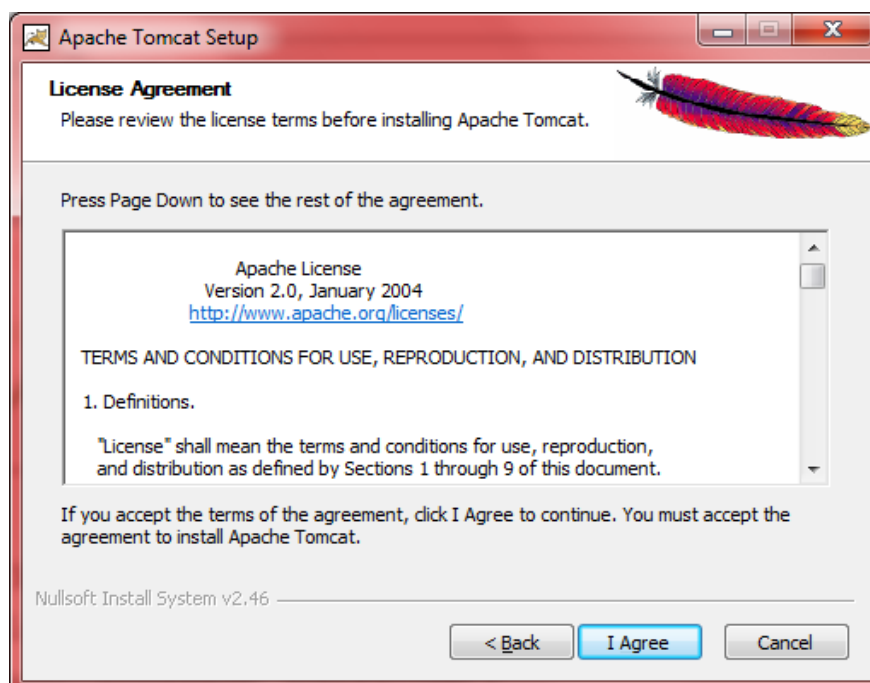 Apache Tomcat Setup
License Agreement
Please review the license terms before installing Apache Tomcat.
Press Page Down to see the rest of the agreement.
Apache License
Version 2.0, January 2004
http://www.apache.org/licenses/
TERMS AND CONDITIONS FOR USE, REPRODUCTION, AND DISTRIBUTION
1. Definitions.
"License" shall mean the terms and conditions for use, reproduction,
and distribution as defined by Sections 1 through 9 of this document.
If you accept the terms of the agreement, click I Agree to continue. You must accept the
agreement to install Apache Tomcat.
Nullsoft Install System v2.46
< Back I Agree Cancel